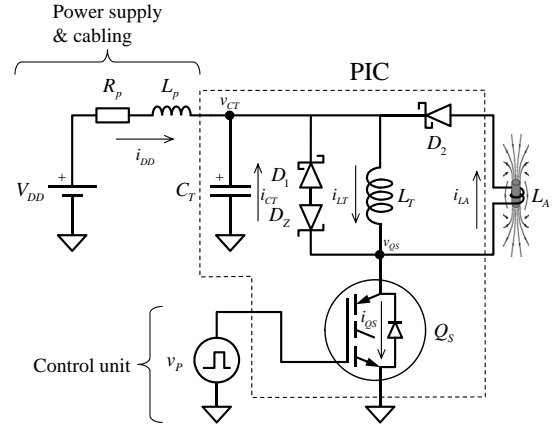 Power supply
& cabling
PIC
R_p L_p v_CT
D_2
i_DD
V_DD + C_T + i_CT D_1 i_LT L_T i_LA L_A
D_Z
v_QS
i_QS Q_S
Control unit v_P